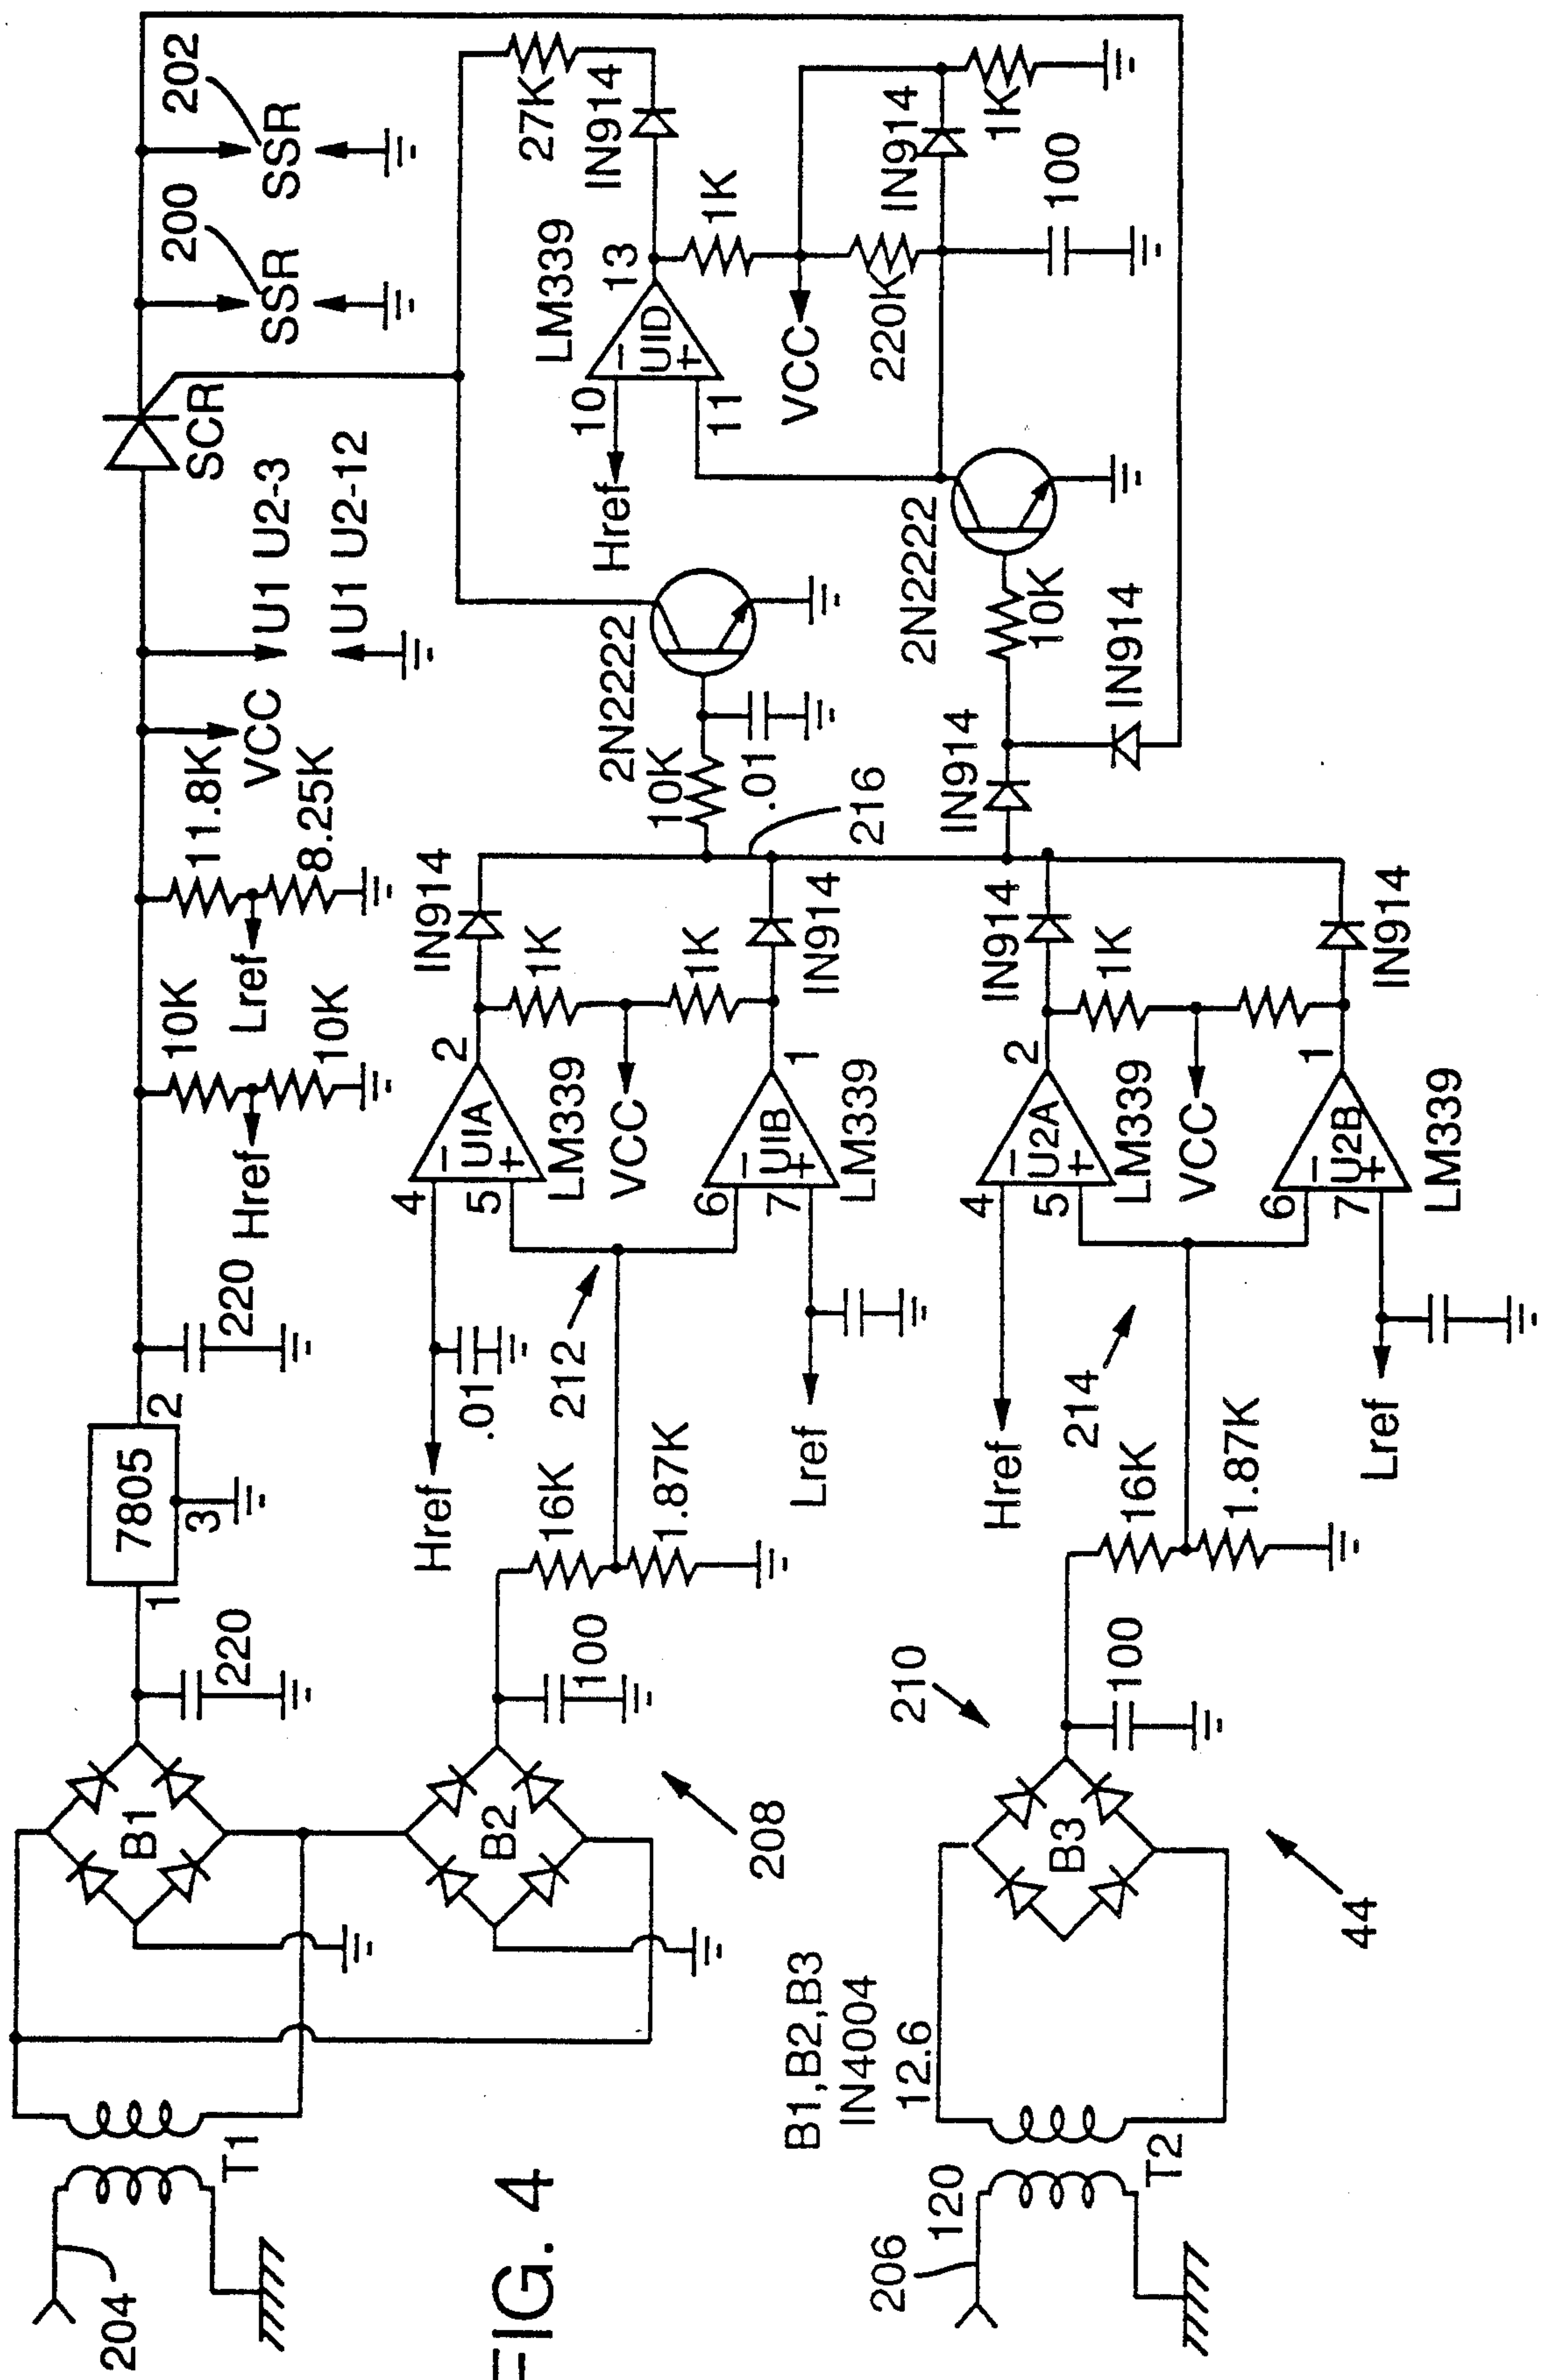 204
T1
B1
220
1
7805
3
2
220
Href
10K
10K
Lref
11.8K
8.25K
VCC
U1 U2-3
U1 U2-12
SCR
SSR
200
SSR
202
FIG. 4
B2
208
100
16K
1.87K
Href
.01
212
Lref
4
5
6
7
UIA
UIB
LM339
LM339
2
1
VCC
1K
1K
IN914
IN914
216
10K
.01
2N2222
Href
10
11
UID
LM339
13
27K
IN914
1K
VCC
220K
IN914
1K
100
206
120
T2
12.6
B1,B2,B3
IN4004
B3
44
210
100
16K
1.87K
Href
214
Lref
4
5
6
7
U2A
U2B
LM339
LM339
2
1
VCC
1K
IN914
IN914
IN914
10K
2N2222
IN914